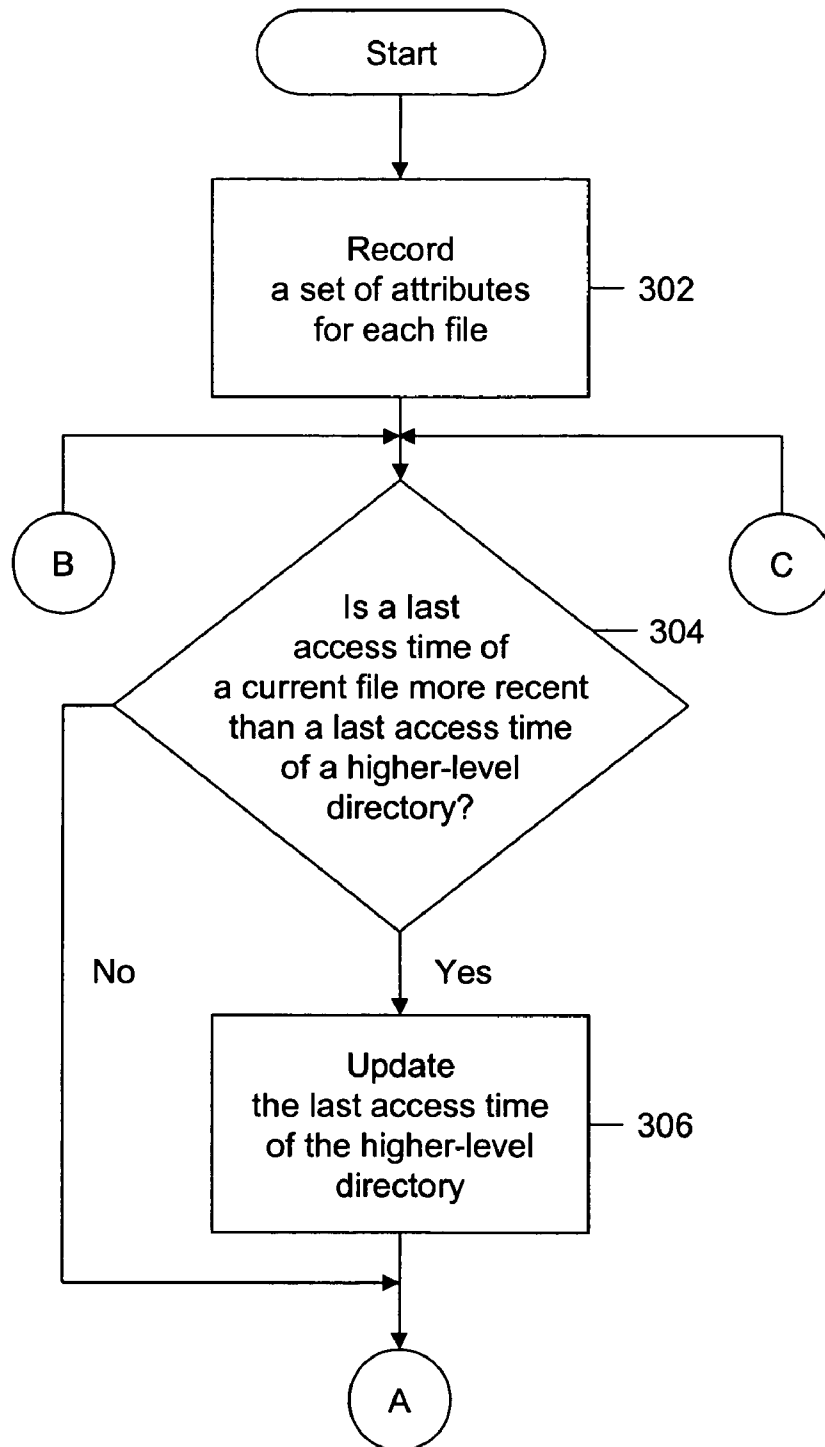 Start
Record
a set of attributes
for each file
302
B
C
Is a last
access time of
a current file more recent
than a last access time
of a higher-level
directory?
304
No
Yes
Update
the last access time
of the higher-level
directory
306
A